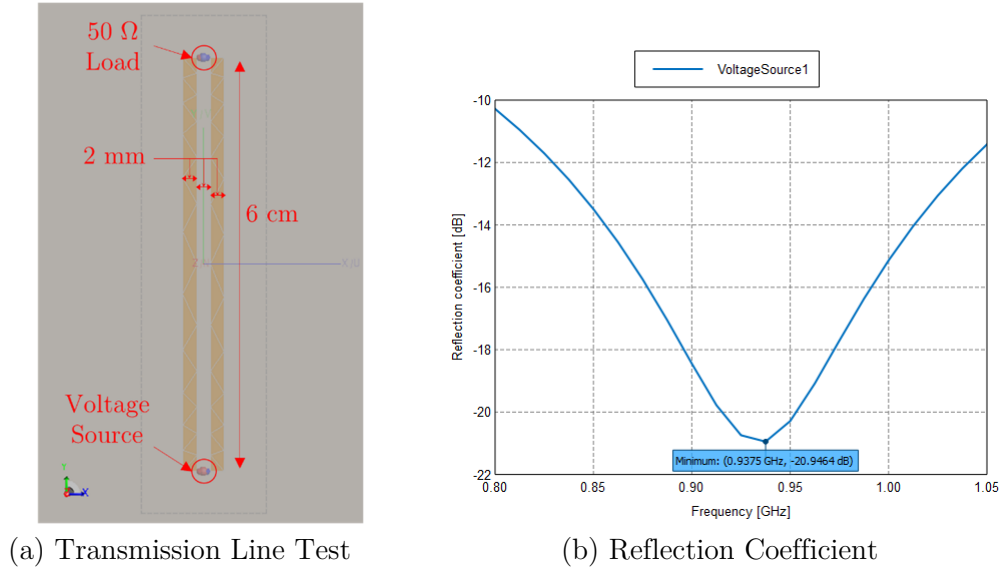 50 Ω
Load
2 mm
6 cm
Voltage
Source
Z
X
Y
X
(a) Transmission Line Test
VoltageSource1
Reflection coefficient [dB]
-10
-12
-14
-16
-18
-20
-22
Minimum: (0.9375 GHz, -20.9464 dB)
0.80
0.85
0.90
0.95
1.00
1.05
Frequency [GHz]
(b) Reflection Coefficient